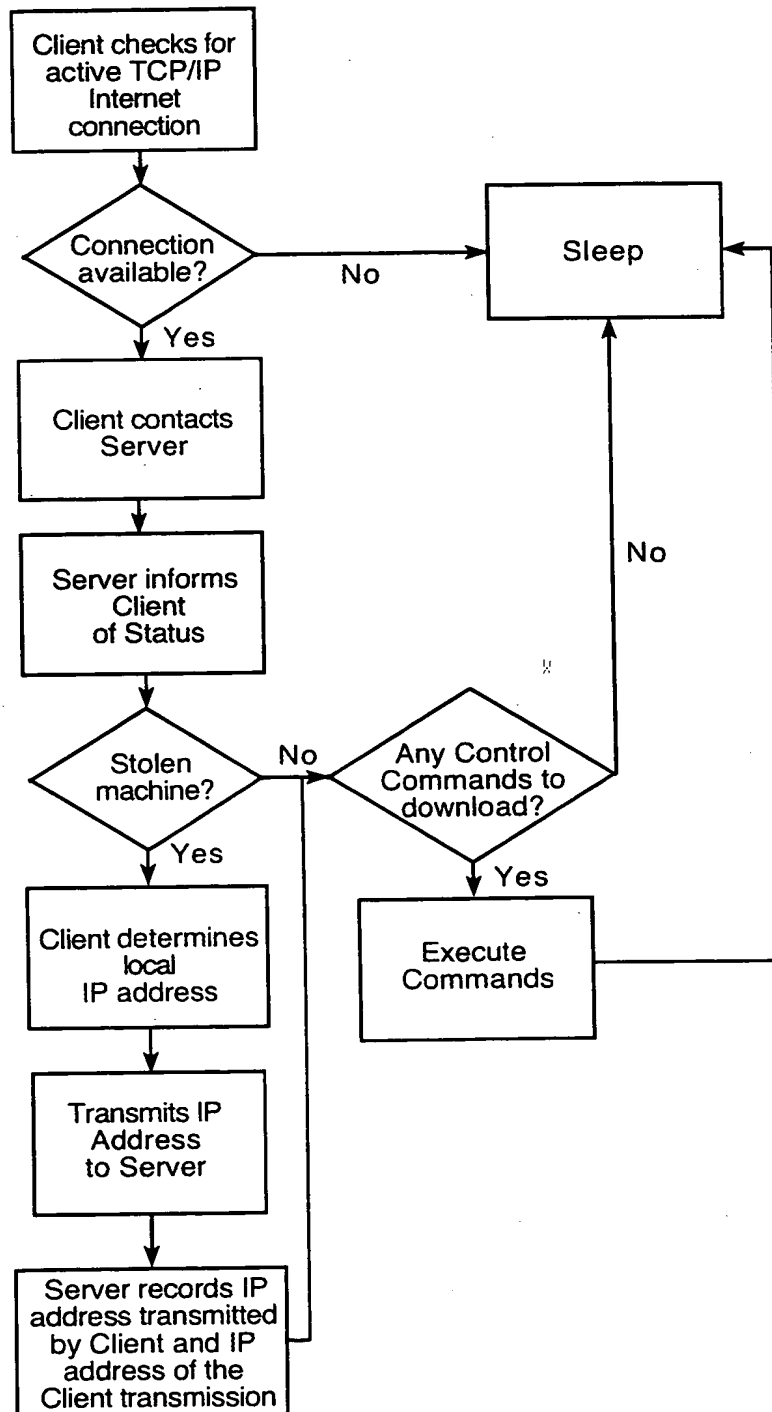 Client checks for
active TCP/IP
Internet
connection
Connection
available?
No
Sleep
Yes
Client contacts
Server
Server informs
Client
of Status
No
Stolen
machine?
No
Any Control
Commands to
download?
Yes
Yes
Client determines
local
IP address
Execute
Commands
Transmits IP
Address
to Server
Server records IP
address transmitted
by Client and IP
address of the
Client transmission